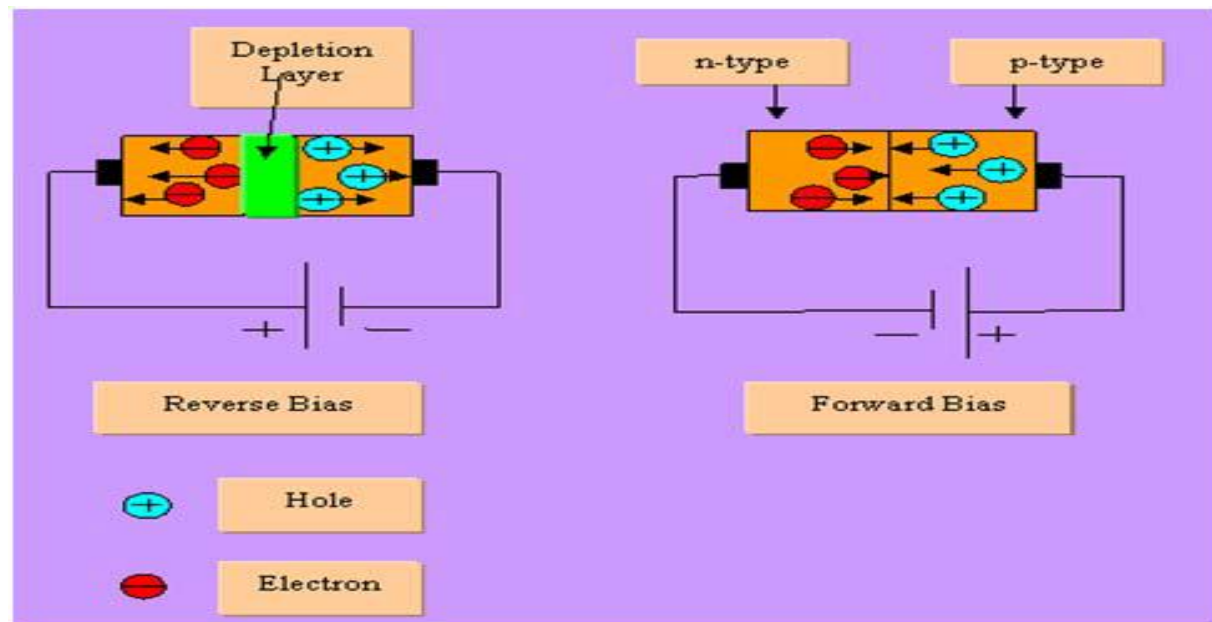 Depletion
Layer
n-type
p-type
+
−
−
+
Reverse Bias
Forward Bias
+
Hole
Electron